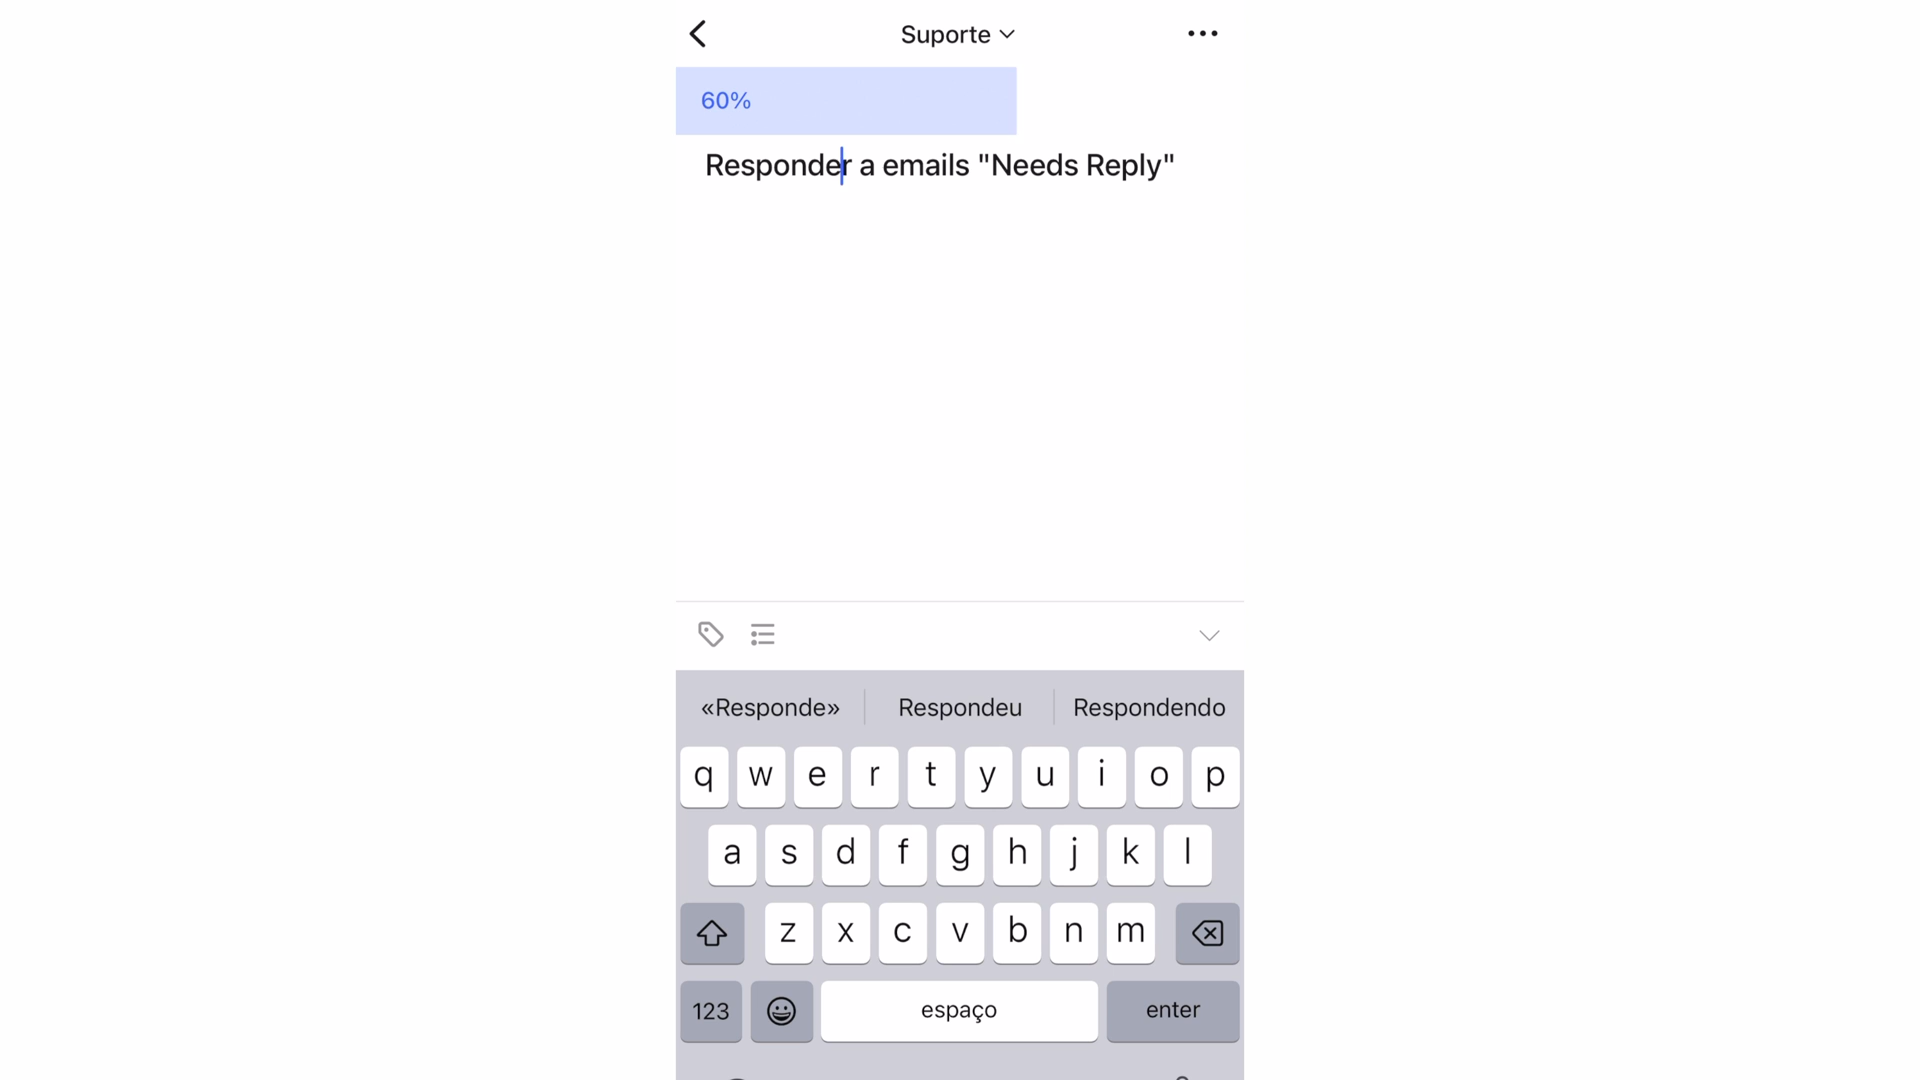 Suporte
60%
Responder a emails "Needs Reply"
«Responde» Respondeu Respondendo
q w e r t y u i o p
a s d f g h j k l
z x c v b n m
123 espaço enter